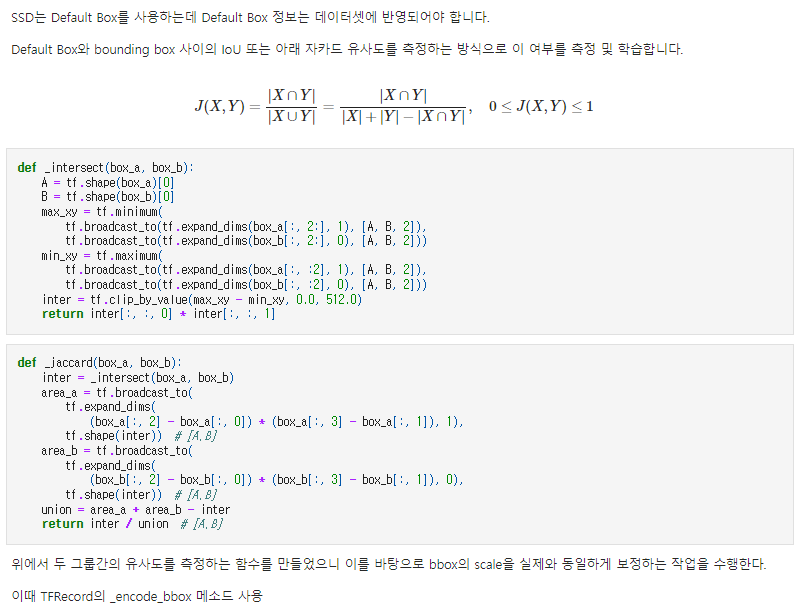 SSD는 Default Box를 사용하는데 Default Box 정보는 데이터셋에 반영되어야 합니다.
Default Box와 bounding box 사이의 IoU 또는 아래 자카드 유사도를 측정하는 방식으로 이 여부를 측정 및 학습합니다.
J(X,Y) = |X∩Y| / |X∪Y| = |X∩Y| / |X|+|Y|−|X∩Y|, 0 ≤ J(X,Y) ≤ 1
def _intersect(box_a, box_b):
    A = tf.shape(box_a)[0]
    B = tf.shape(box_b)[0]
    max_xy = tf.minimum(
        tf.broadcast_to(tf.expand_dims(box_a[:, 2:], 1), [A, B, 2]),
        tf.broadcast_to(tf.expand_dims(box_b[:, 2:], 0), [A, B, 2]))
    min_xy = tf.maximum(
        tf.broadcast_to(tf.expand_dims(box_a[:, :2], 1), [A, B, 2]),
        tf.broadcast_to(tf.expand_dims(box_b[:, :2], 0), [A, B, 2]))
    inter = tf.clip_by_value(max_xy - min_xy, 0.0, 512.0)
    return inter[:, :, 0] * inter[:, :, 1]
def _jaccard(box_a, box_b):
    inter = _intersect(box_a, box_b)
    area_a = tf.broadcast_to(
        tf.expand_dims(
            (box_a[:, 2] - box_a[:, 0]) * (box_a[:, 3] - box_a[:, 1]), 1),
        tf.shape(inter))  # [A,B]
    area_b = tf.broadcast_to(
        tf.expand_dims(
            (box_b[:, 2] - box_b[:, 0]) * (box_b[:, 3] - box_b[:, 1]), 0),
        tf.shape(inter))  # [A,B]
    union = area_a + area_b - inter
    return inter / union  # [A,B]
위에서 두 그룹간의 유사도를 측정하는 함수를 만들었으니 이를 바탕으로 bbox의 scale을 실제와 동일하게 보정하는 작업을 수행한다.
이때 TFRecord의 _encode_bbox 메소드 사용